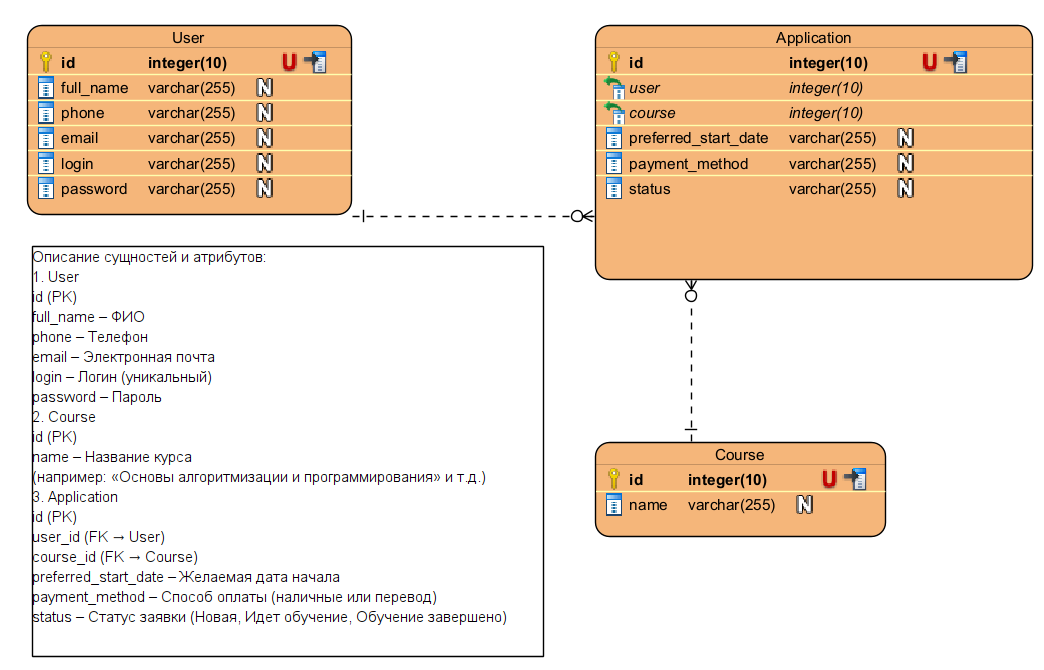 User
id integer(10) U
full_name varchar(255) N
phone varchar(255) N
email varchar(255) N
login varchar(255) N
password varchar(255) N
Application
id integer(10) U
user integer(10)
course integer(10)
preferred_start_date varchar(255) N
payment_method varchar(255) N
status varchar(255) N
Описание сущностей и атрибутов:
1. User
id (PK)
full_name – ФИО
phone – Телефон
email – Электронная почта
login – Логин (уникальный)
password – Пароль
2. Course
id (PK)
name – Название курса
(например: «Основы алгоритмизации и программирования» и т.д.)
3. Application
id (PK)
user_id (FK → User)
course_id (FK → Course)
preferred_start_date – Желаемая дата начала
payment_method – Способ оплаты (наличные или перевод)
status – Статус заявки (Новая, Идет обучение, Обучение завершено)
Course
id integer(10) U
name varchar(255) N